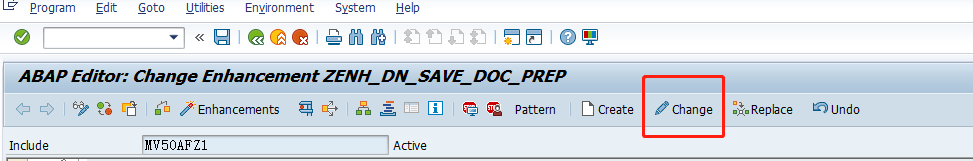 Program Edit Goto Utilities Environment System Help
ABAP Editor: Change Enhancement ZENH_DN_SAVE_DOC_PREP
Enhancements Pattern Create Change Replace Undo
Include MV50AFZ1 Active